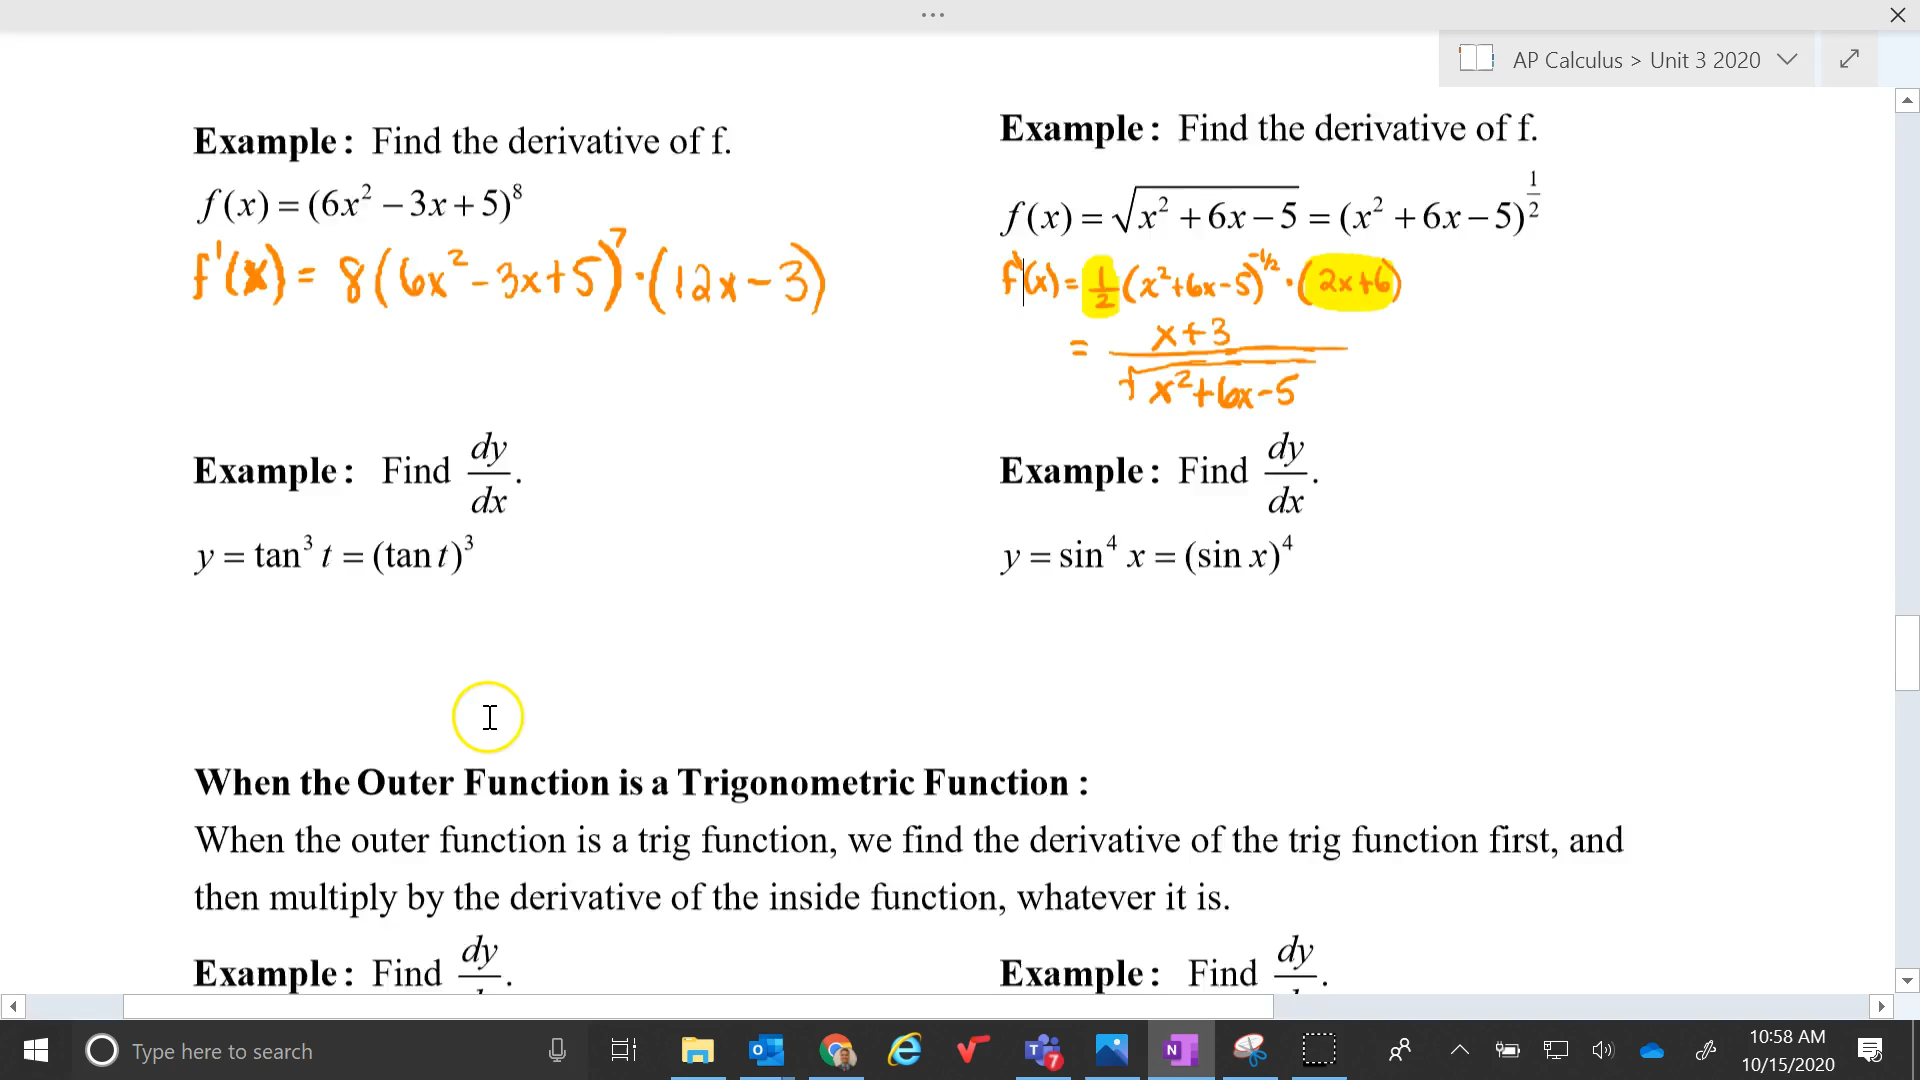 AP Calculus > Unit 3 2020
Example: Find the derivative of f.
f(x) = (6x² − 3x + 5)⁸
f'(x) = 8(6x² - 3x + 5)⁷ · (12x - 3)
Example: Find the derivative of f.
f(x) = √(x² + 6x − 5) = (x² + 6x − 5)^(1/2)
f'(x) = 1/2 (x² + 6x - 5)^(-1/2) · (2x + 6)
= (x + 3)/√(x² + 6x - 5)
Example: Find dy/dx.
y = tan³ t = (tan t)³
Example: Find dy/dx.
y = sin⁴ x = (sin x)⁴
When the Outer Function is a Trigonometric Function:
When the outer function is a trig function, we find the derivative of the trig function first, and
then multiply by the derivative of the inside function, whatever it is.
Example: Find dy/d.
Example: Find dy/d.
Type here to search
7
10:58 AM
10/15/2020